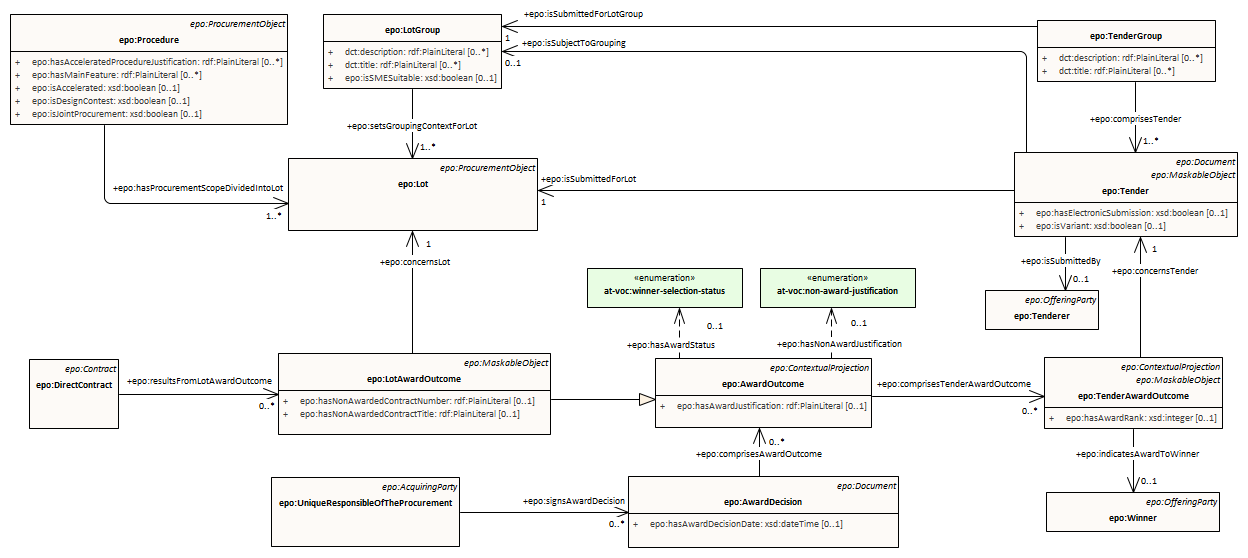 epo:ProcurementObject
epo:Procedure
+ epo:hasAcceleratedProcedureJustification: rdf:PlainLiteral [0..*]
+ epo:hasMainFeature: rdf:PlainLiteral [0..*]
+ epo:isAccelerated: xsd:boolean [0..1]
+ epo:isDesignContest: xsd:boolean [0..1]
+ epo:isJointProcurement: xsd:boolean [0..1]
epo:LotGroup
+ dct:description: rdf:PlainLiteral [0..*]
+ dct:title: rdf:PlainLiteral [0..*]
+ epo:isSMESuitable: xsd:boolean [0..1]
+epo:isSubmittedForLotGroup
1
+epo:isSubjectToGrouping
0..1
epo:TenderGroup
+ dct:description: rdf:PlainLiteral [0..*]
+ dct:title: rdf:PlainLiteral [0..*]
+epo:setsGroupingContextForLot
1..*
+epo:comprisesTender
1..*
+epo:hasProcurementScopeDividedIntoLot
1..*
epo:ProcurementObject
epo:Lot
+epo:isSubmittedForLot
1
epo:Document
epo:MaskableObject
epo:Tender
+ epo:hasElectronicSubmission: xsd:boolean [0..1]
+ epo:isVariant: xsd:boolean [0..1]
1
+epo:concernsLot
+epo:isSubmittedBy
0..1
1
+epo:concernsTender
«enumeration»
at-voc:winner-selection-status
«enumeration»
at-voc:non-award-justification
epo:OfferingParty
epo:Tenderer
0..1
+epo:hasAwardStatus
0..1
+epo:hasNonAwardJustification
epo:Contract
epo:DirectContract
+epo:resultsFromLotAwardOutcome
0..*
epo:MaskableObject
epo:LotAwardOutcome
+ epo:hasNonAwardedContractNumber: rdf:PlainLiteral [0..1]
+ epo:hasNonAwardedContractTitle: rdf:PlainLiteral [0..1]
epo:ContextualProjection
epo:AwardOutcome
+ epo:hasAwardJustification: rdf:PlainLiteral [0..1]
+epo:comprisesTenderAwardOutcome
0..*
epo:ContextualProjection
epo:MaskableObject
epo:TenderAwardOutcome
+ epo:hasAwardRank: xsd:integer [0..1]
0..*
+epo:comprisesAwardOutcome
+epo:indicatesAwardToWinner
0..1
epo:AcquiringParty
epo:UniqueResponsibleOfTheProcurement
+epo:signsAwardDecision
0..*
epo:Document
epo:AwardDecision
+ epo:hasAwardDecisionDate: xsd:dateTime [0..1]
epo:OfferingParty
epo:Winner